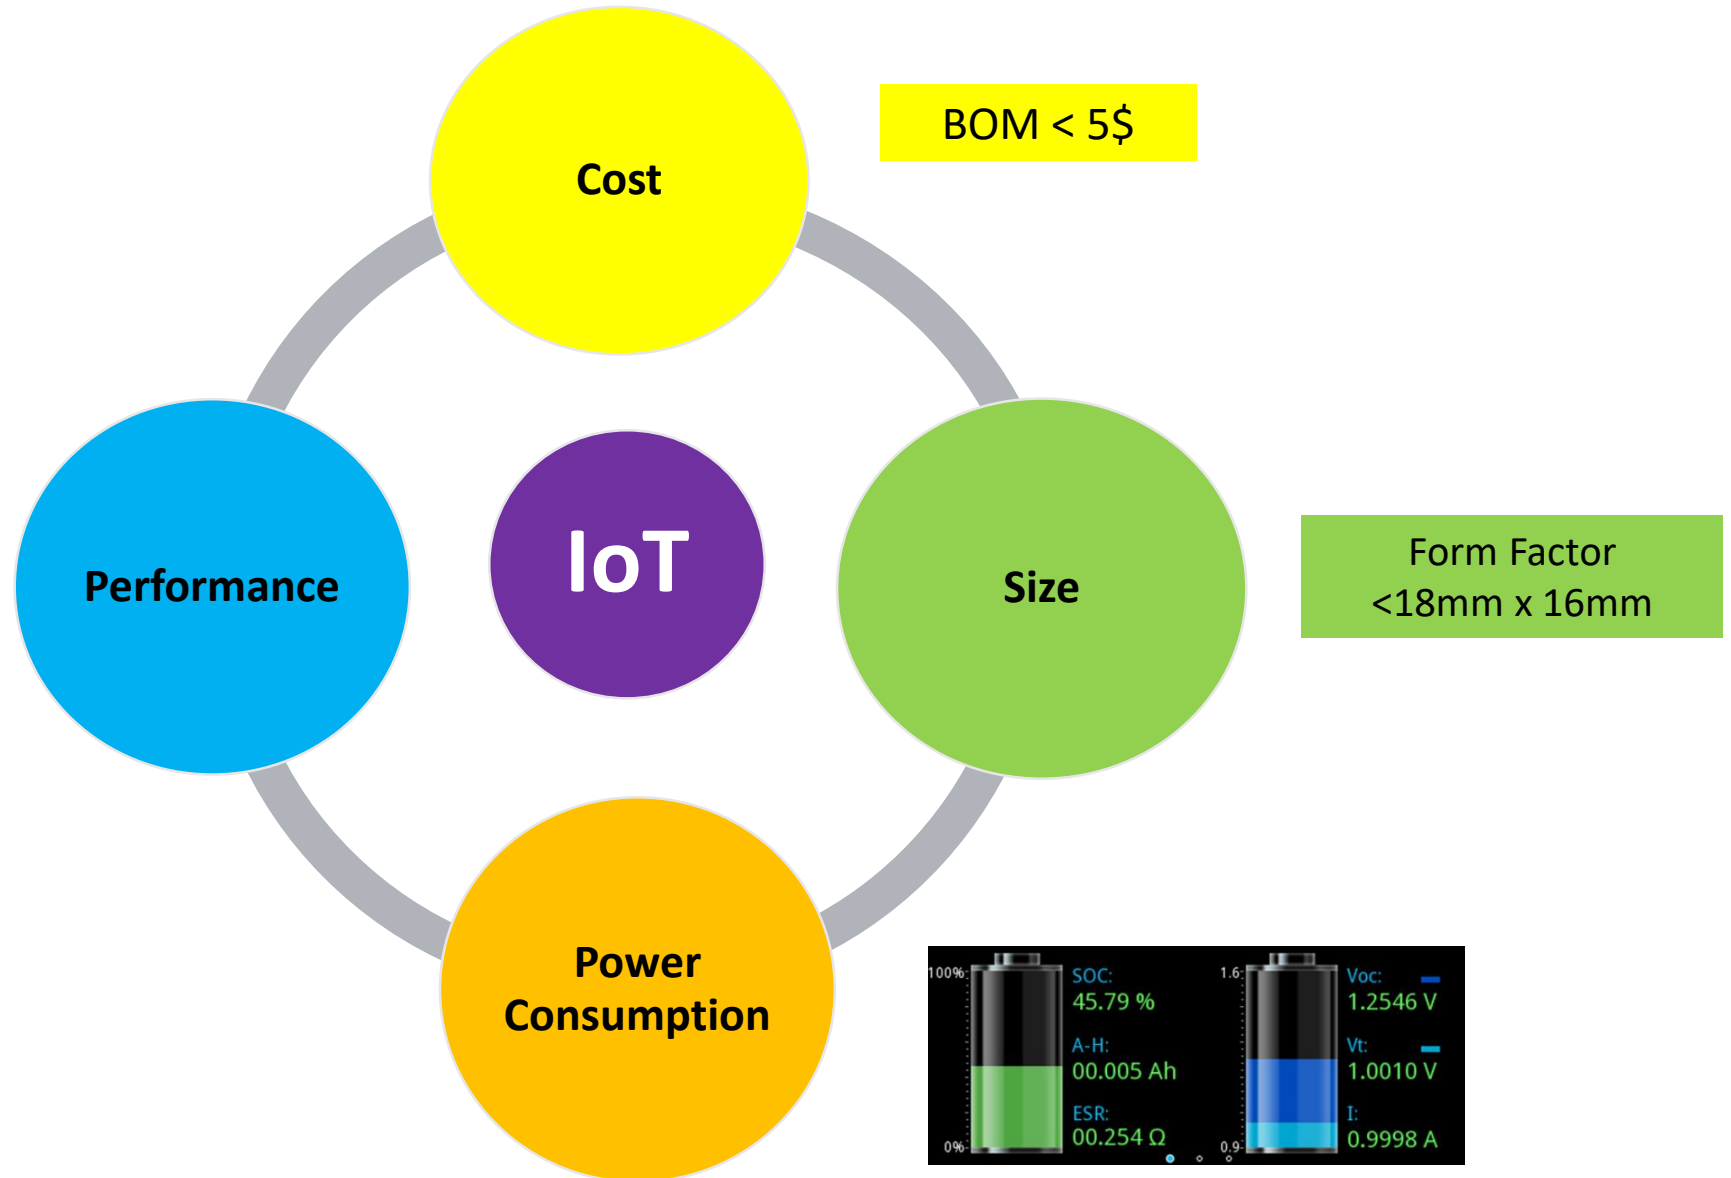 Cost
BOM < 5$
Performance
IoT
Size
Form Factor
<18mm x 16mm
Power
Consumption
100%
SOC:
45.79 %
A-H:
00.005 Ah
ESR:
00.254 Ω
0%
1.6
Voc:
1.2546 V
Vt:
1.0010 V
I:
0.9998 A
0.9